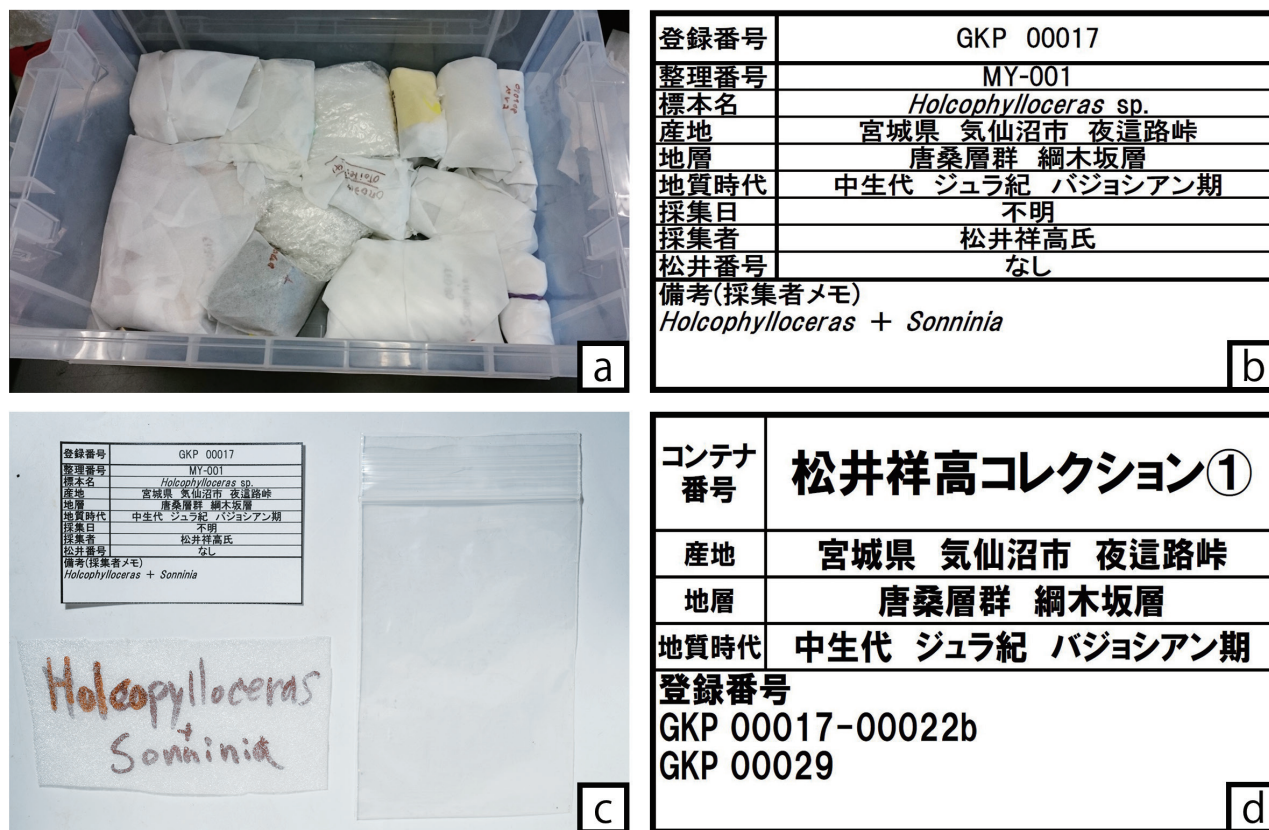 a
登録番号 GKP 00017
整理番号 MY-001
標本名 Holcophylloceras sp.
産地 宮城県 気仙沼市 夜這路峠
地層 唐桑層群 綱木坂層
地質時代 中生代 ジュラ紀 バジョシアン期
採集日 不明
採集者 松井祥高氏
松井番号 なし
備考(採集者メモ)
Holcophylloceras + Sonninia
b
登録番号 GKP 00017
整理番号 MY-001
標本名 Holcophylloceras sp.
産地 宮城県 気仙沼市 夜這路峠
地層 唐桑層群 綱木坂層
地質時代 中生代 ジュラ紀 バジョシアン期
採集日 不明
採集者 松井祥高氏
松井番号 なし
備考(採集者メモ)
Holcophylloceras + Sonninia
Holcopylloceras
+
Sonninia
c
コンテナ番号 松井祥高コレクション①
産地 宮城県 気仙沼市 夜這路峠
地層 唐桑層群 綱木坂層
地質時代 中生代 ジュラ紀 バジョシアン期
登録番号
GKP 00017-00022b
GKP 00029
d